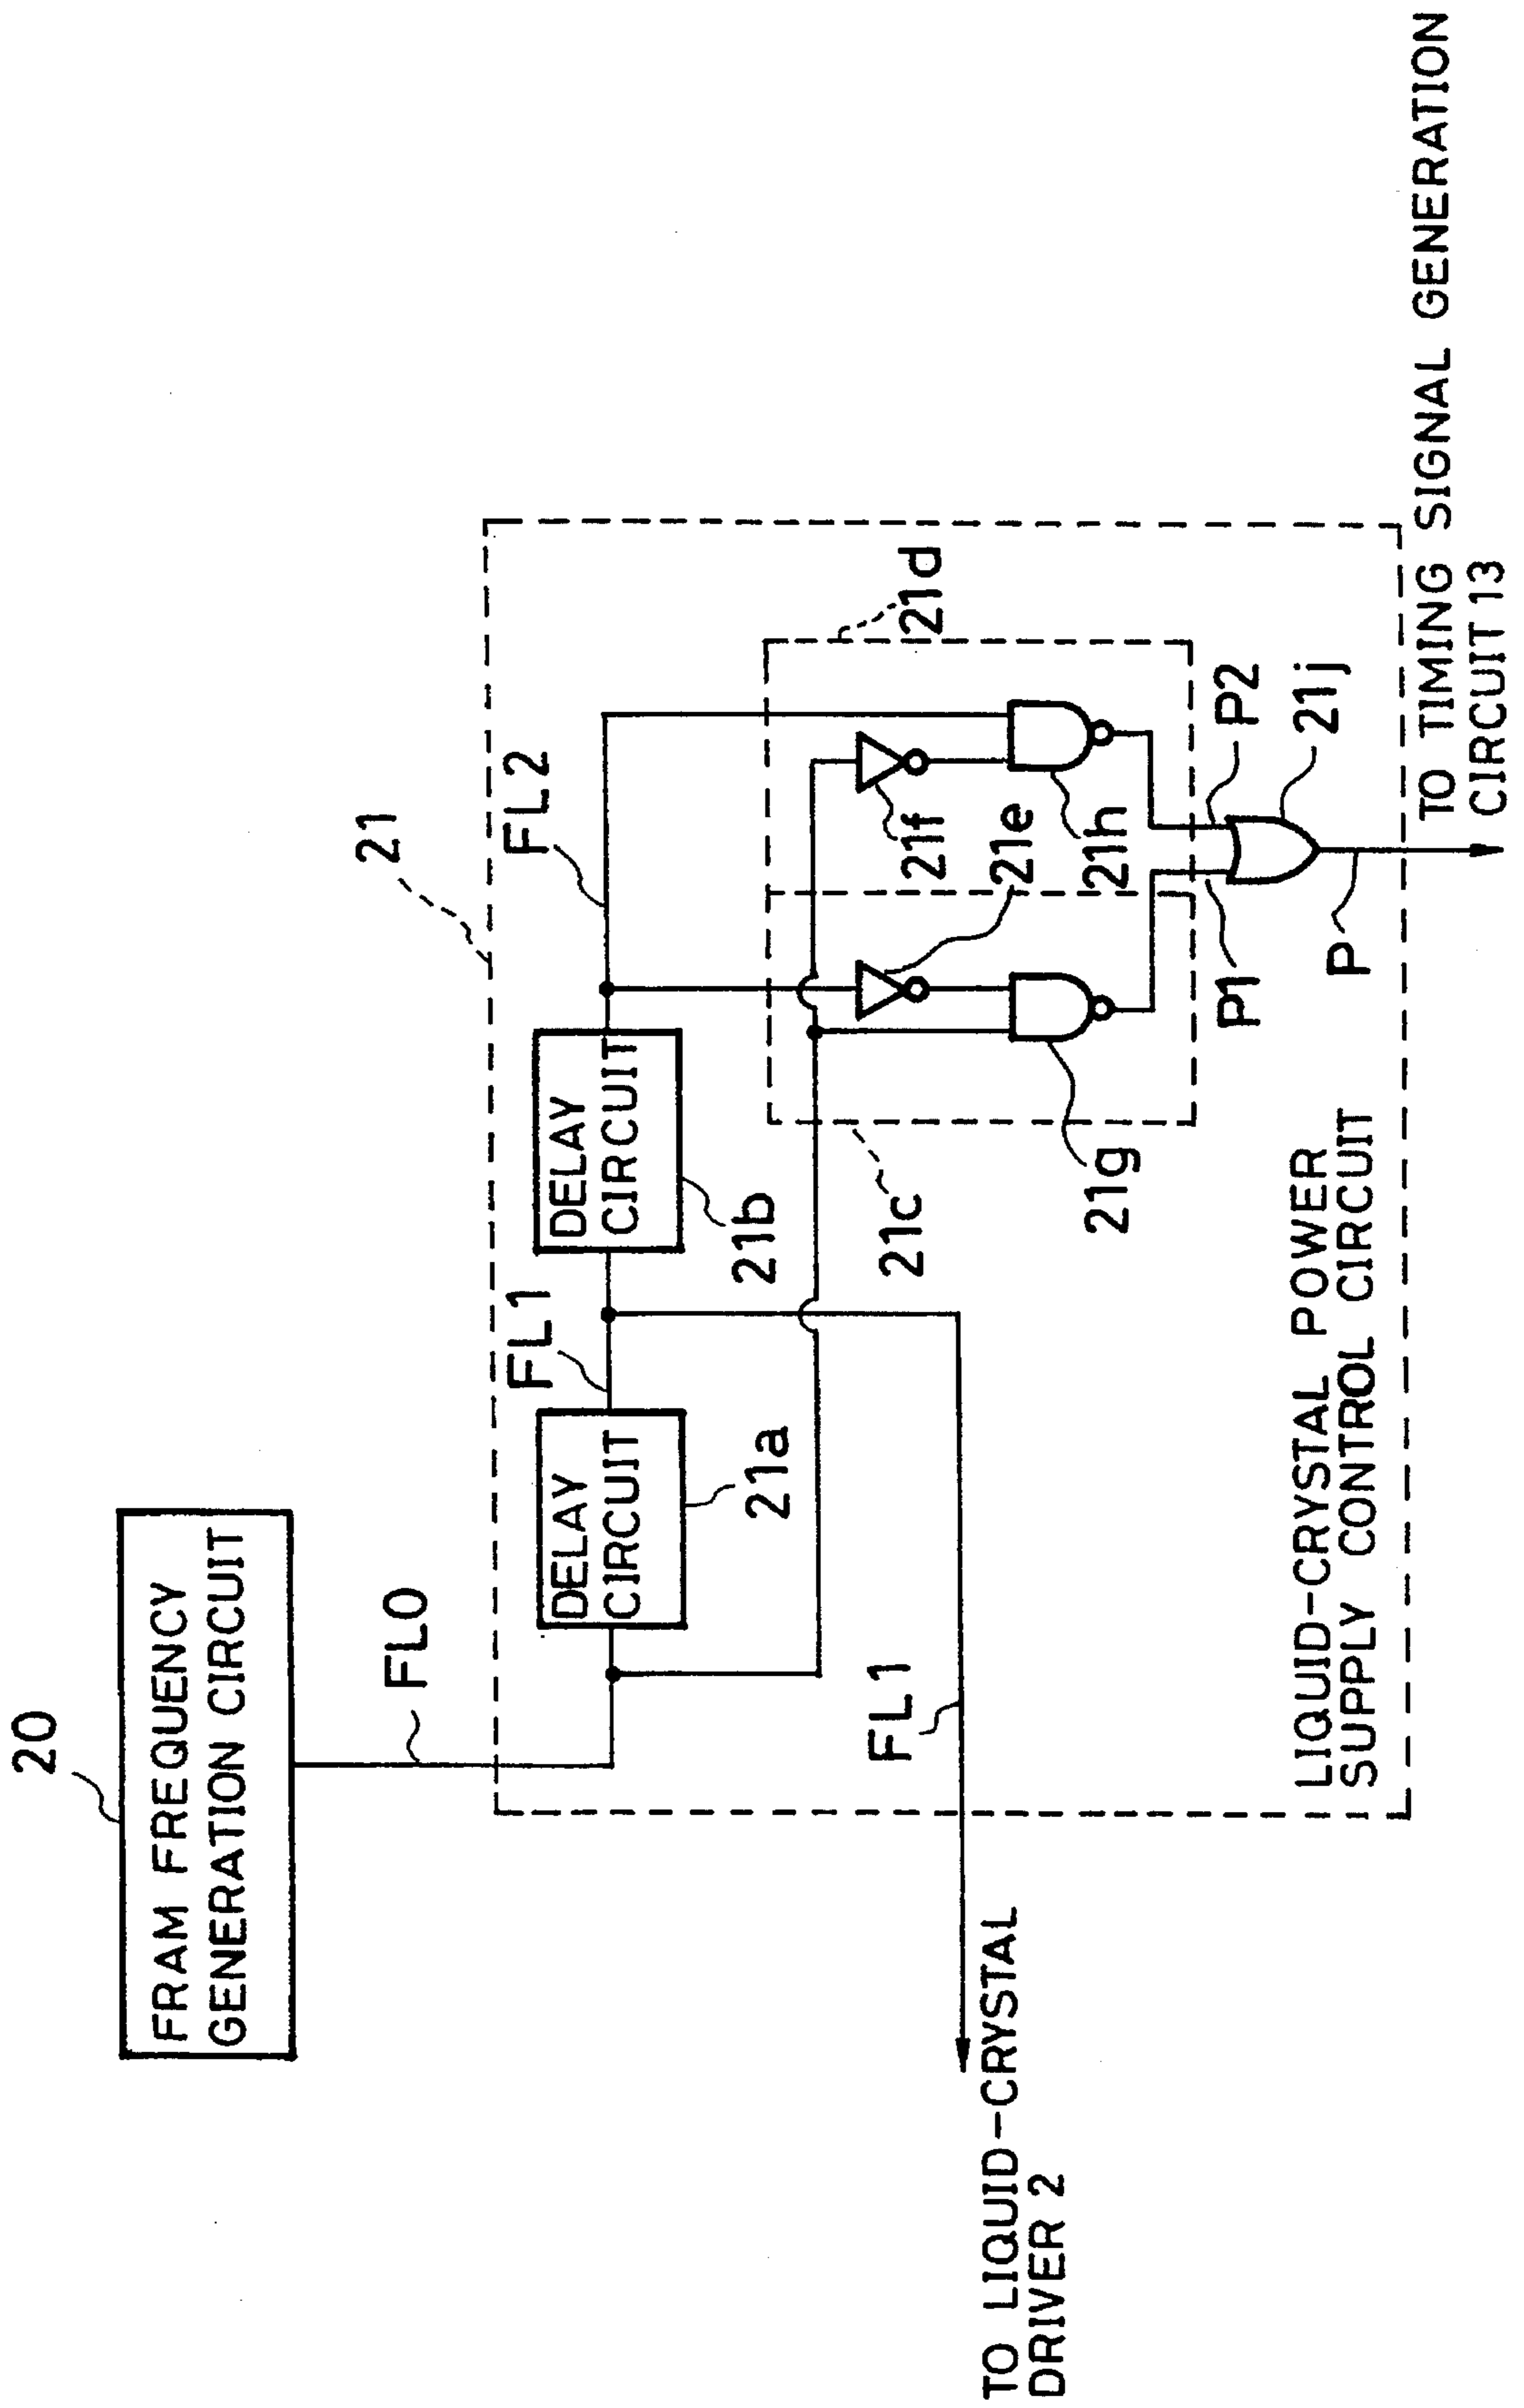 20
FRAM FREQUENCY
GENERATION CIRCUIT
FL0
21
FL1
FL2
DELAY
CIRCUIT
21a
DELAY
CIRCUIT
21b
21d
21f
21e
21h
21c
21g
FL1
P1
P2
21j
P
LIQUID-CRYSTAL POWER
SUPPLY CONTROL CIRCUIT
TO LIQUID-CRYSTAL
DRIVER 2
TO TIMING SIGNAL GENERATION
CIRCUIT 13